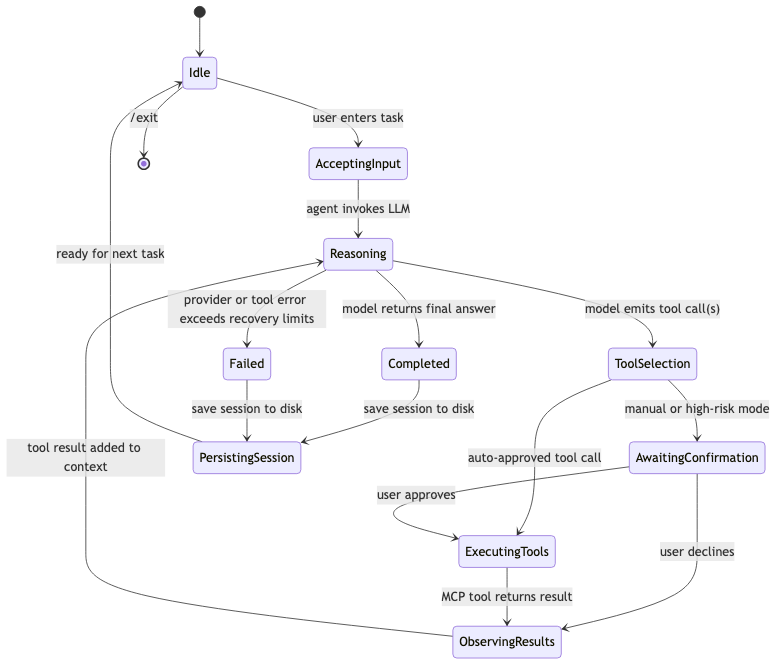 Idle
/exit
user enters task
AcceptingInput
agent invokes LLM
ready for next task
Reasoning
provider or tool error
exceeds recovery limits
model returns final answer
model emits tool call(s)
Failed
Completed
ToolSelection
save session to disk
save session to disk
manual or high-risk mode
tool result added to
context
PersistingSession
auto-approved tool call
AwaitingConfirmation
user approves
ExecutingTools
user declines
MCP tool returns result
ObservingResults